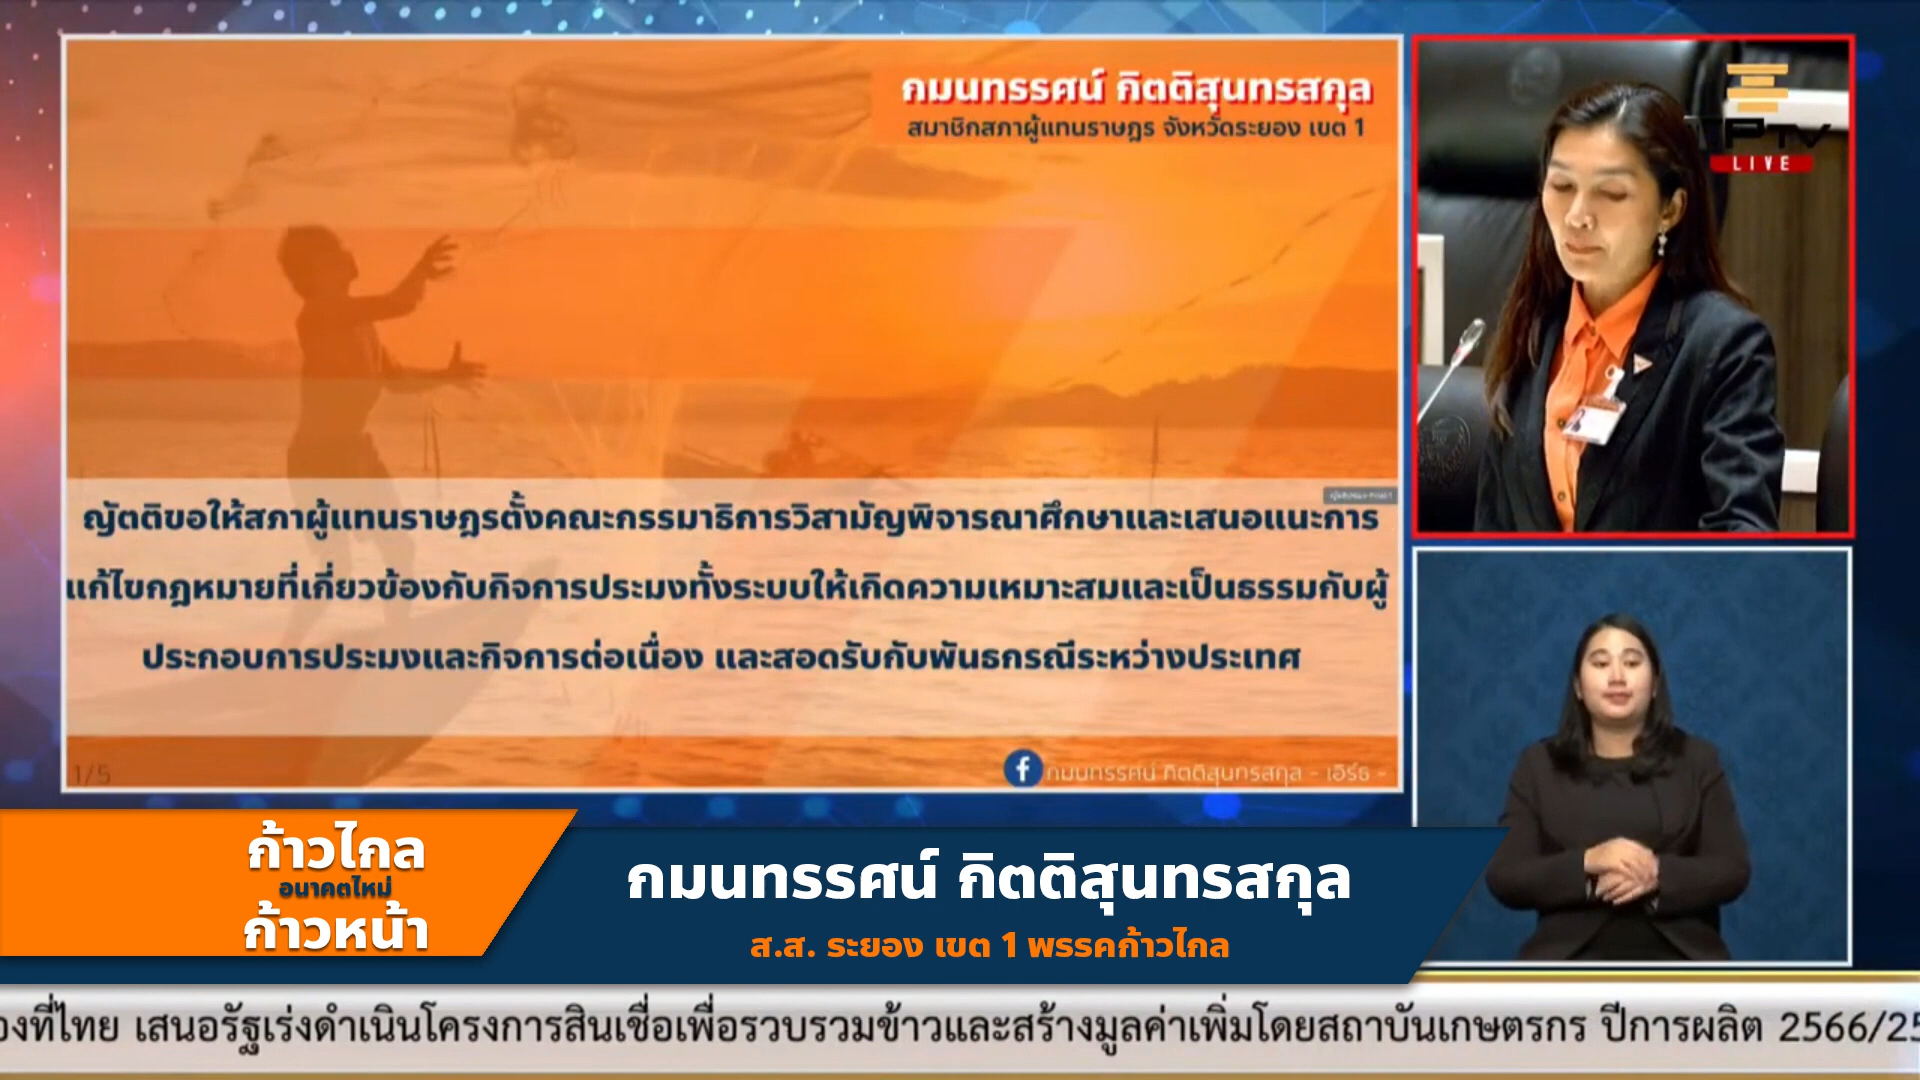 กมนทรรศน์ กิตติสุนทรสกุล
สมาชิกสภาผู้แทนราษฎร จังหวัดระยอง เขต 1
TPTV
LIVE
ญัตติขอให้สภาผู้แทนราษฎรตั้งคณะกรรมาธิการวิสามัญพิจารณาศึกษาและเสนอแนะการ
แก้ไขกฎหมายที่เกี่ยวข้องกับกิจการประมงทั้งระบบให้เกิดความเหมาะสมและเป็นธรรมกับผู้
ประกอบการประมงและกิจการต่อเนื่อง และสอดรับกับพันธกรณีระหว่างประเทศ
1/5
กมนทรรศน์ กิตติสุนทรสกุล - เอิร์ธ -
ก้าวไกล
อนาคตใหม่
ก้าวหน้า
กมนทรรศน์ กิตติสุนทรสกุล
ส.ส. ระยอง เขต 1 พรรคก้าวไกล
องที่ไทย เสนอรัฐเร่งดำเนินโครงการสินเชื่อเพื่อรวบรวมข้าวและสร้างมูลค่าเพิ่มโดยสถาบันเกษตรกร ปีการผลิต 2566/25